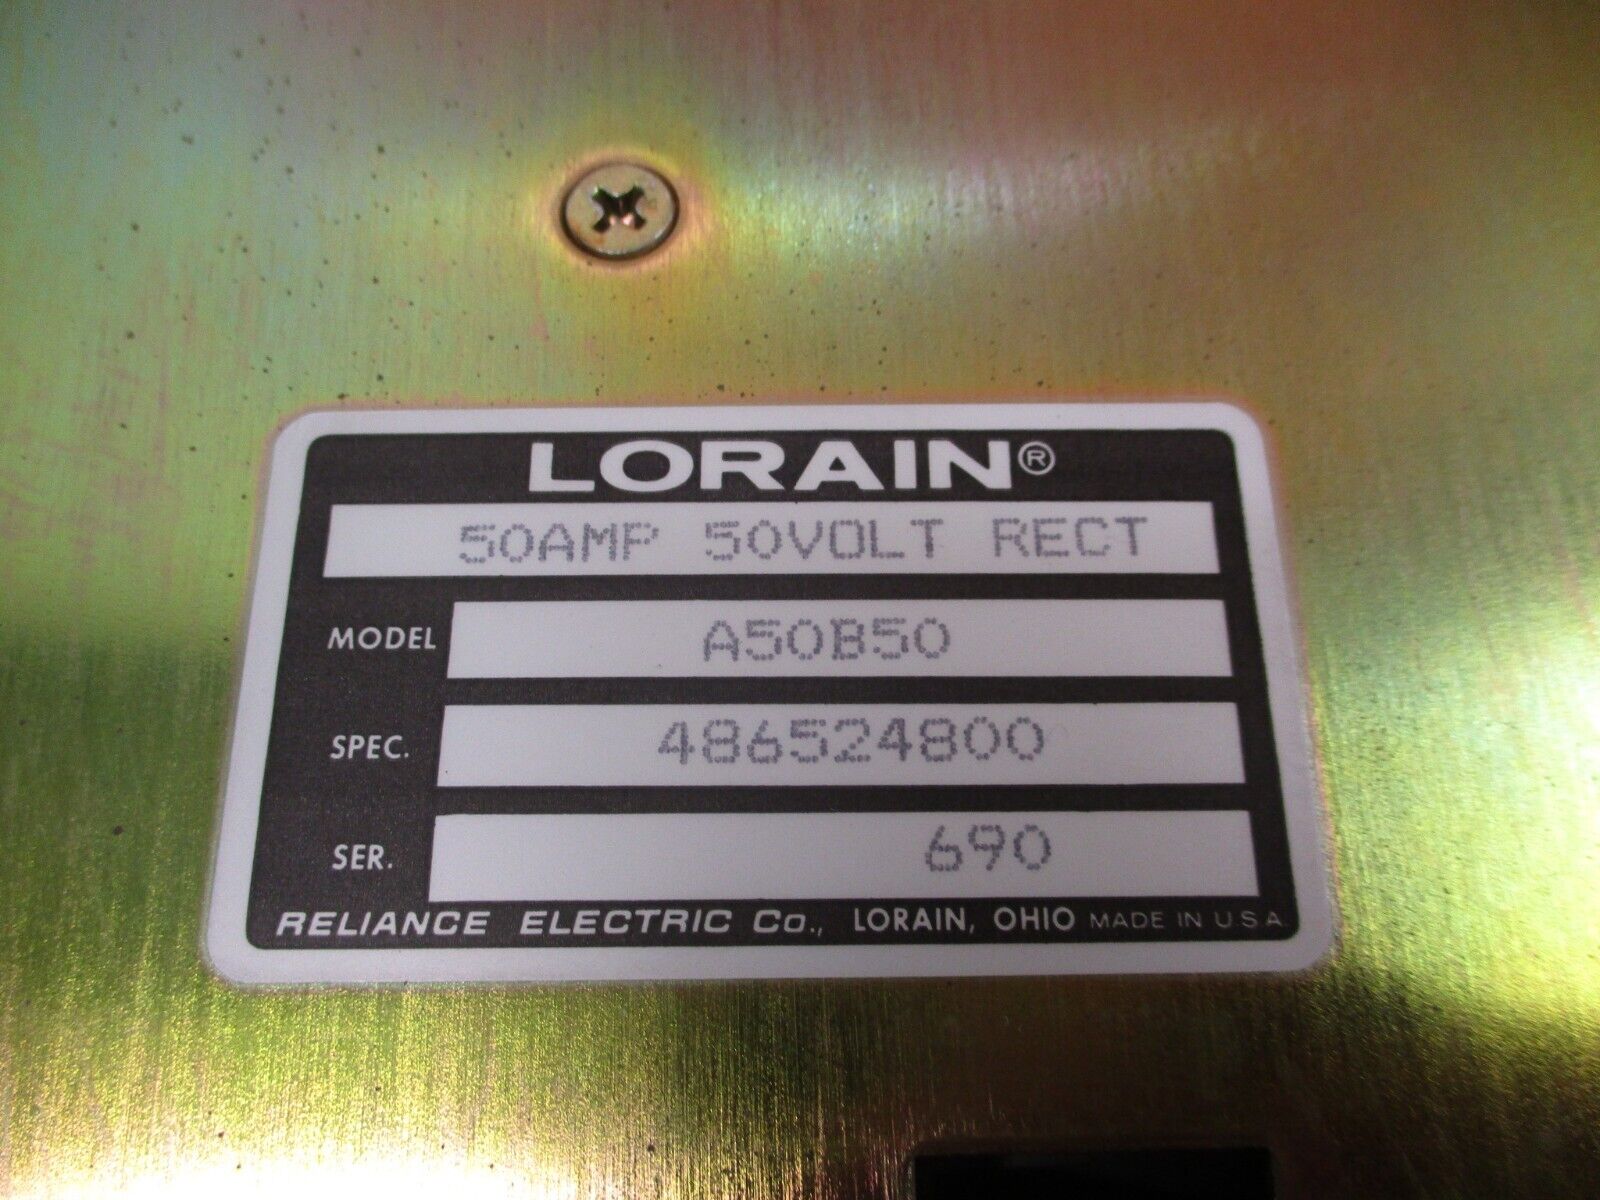 LORAIN®
50AMP 50VOLT RECT
MODEL A50B50
SPEC. 486524800
SER. 690
RELIANCE ELECTRIC Co., LORAIN, OHIO MADE IN U.S.A